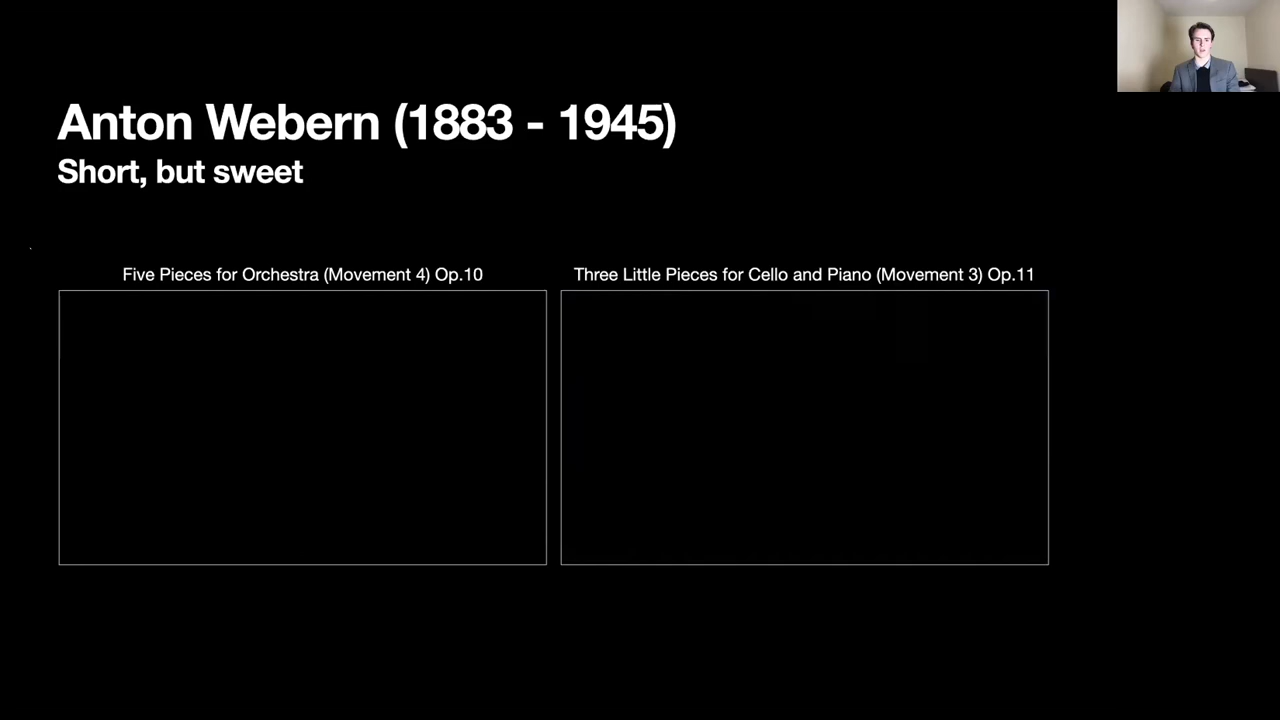 Anton Webern (1883 - 1945)
Short, but sweet
Five Pieces for Orchestra (Movement 4) Op.10
Three Little Pieces for Cello and Piano (Movement 3) Op.11